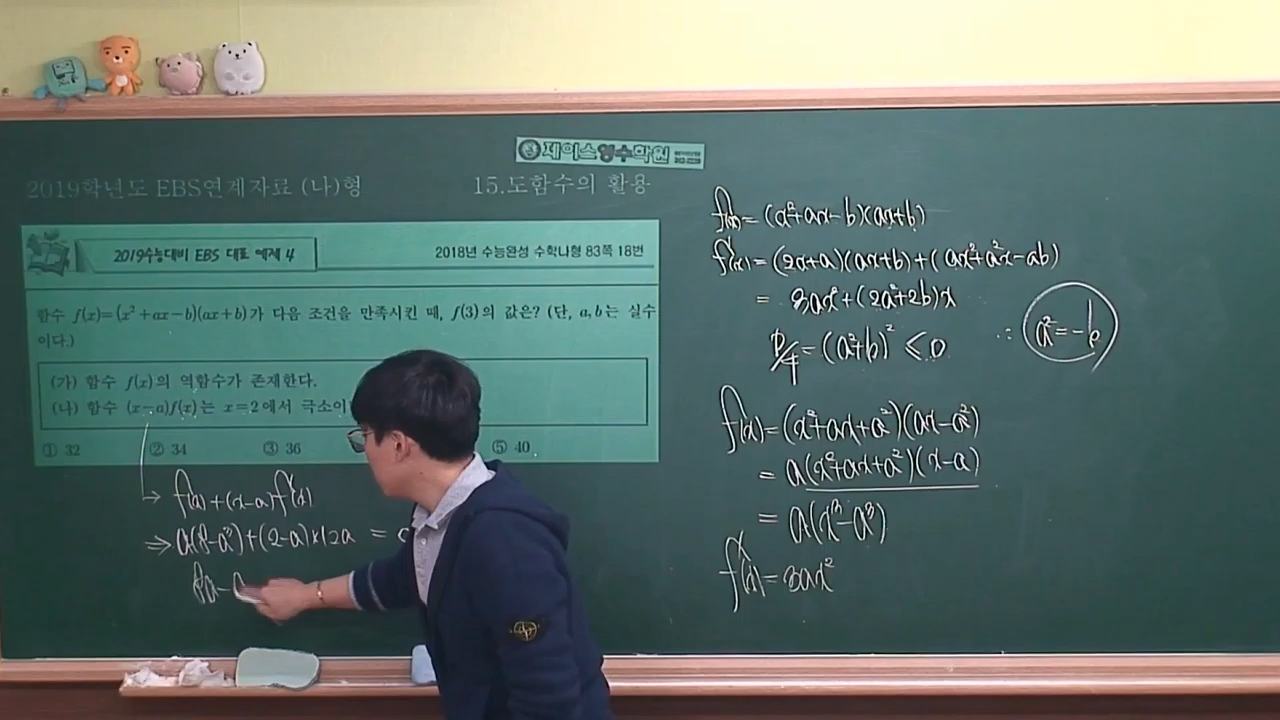 제이스영수학원
2019학년도 EBS연계자료 (나)형 15.도함수의 활용
2019수능대비 EBS 대표 예제 4
2018년 수능완성 수학나형 83쪽 18번
함수 f(x)=(x²+ax−b)(ax+b)가 다음 조건을 만족시킨 때, f(3)의 값은? (단, a, b는 실수
이다.)
(가) 함수 f(x)의 역함수가 존재한다.
(나) 함수 (x−a)f(x)는 x=2에서 극소이
① 32 ② 34 ③ 36 ⑤ 40
f(x)+(x-a)f'(x)
⇒ a(8-a³)+(2-a)×12a =
8a-a
f(x)=(x²+ax-b)(ax+b)
f'(x)=(2x+a)(ax+b)+(ax²+a²x-ab)
= 3ax²+(2a²+2b)x
D/4=(a²+b)² ≤0 ∴ a²=-b
f(x)=(x²+ax+a²)(ax-a²)
= a(x²+ax+a²)(x-a)
= a(x³-a³)
f'(x)=3ax²